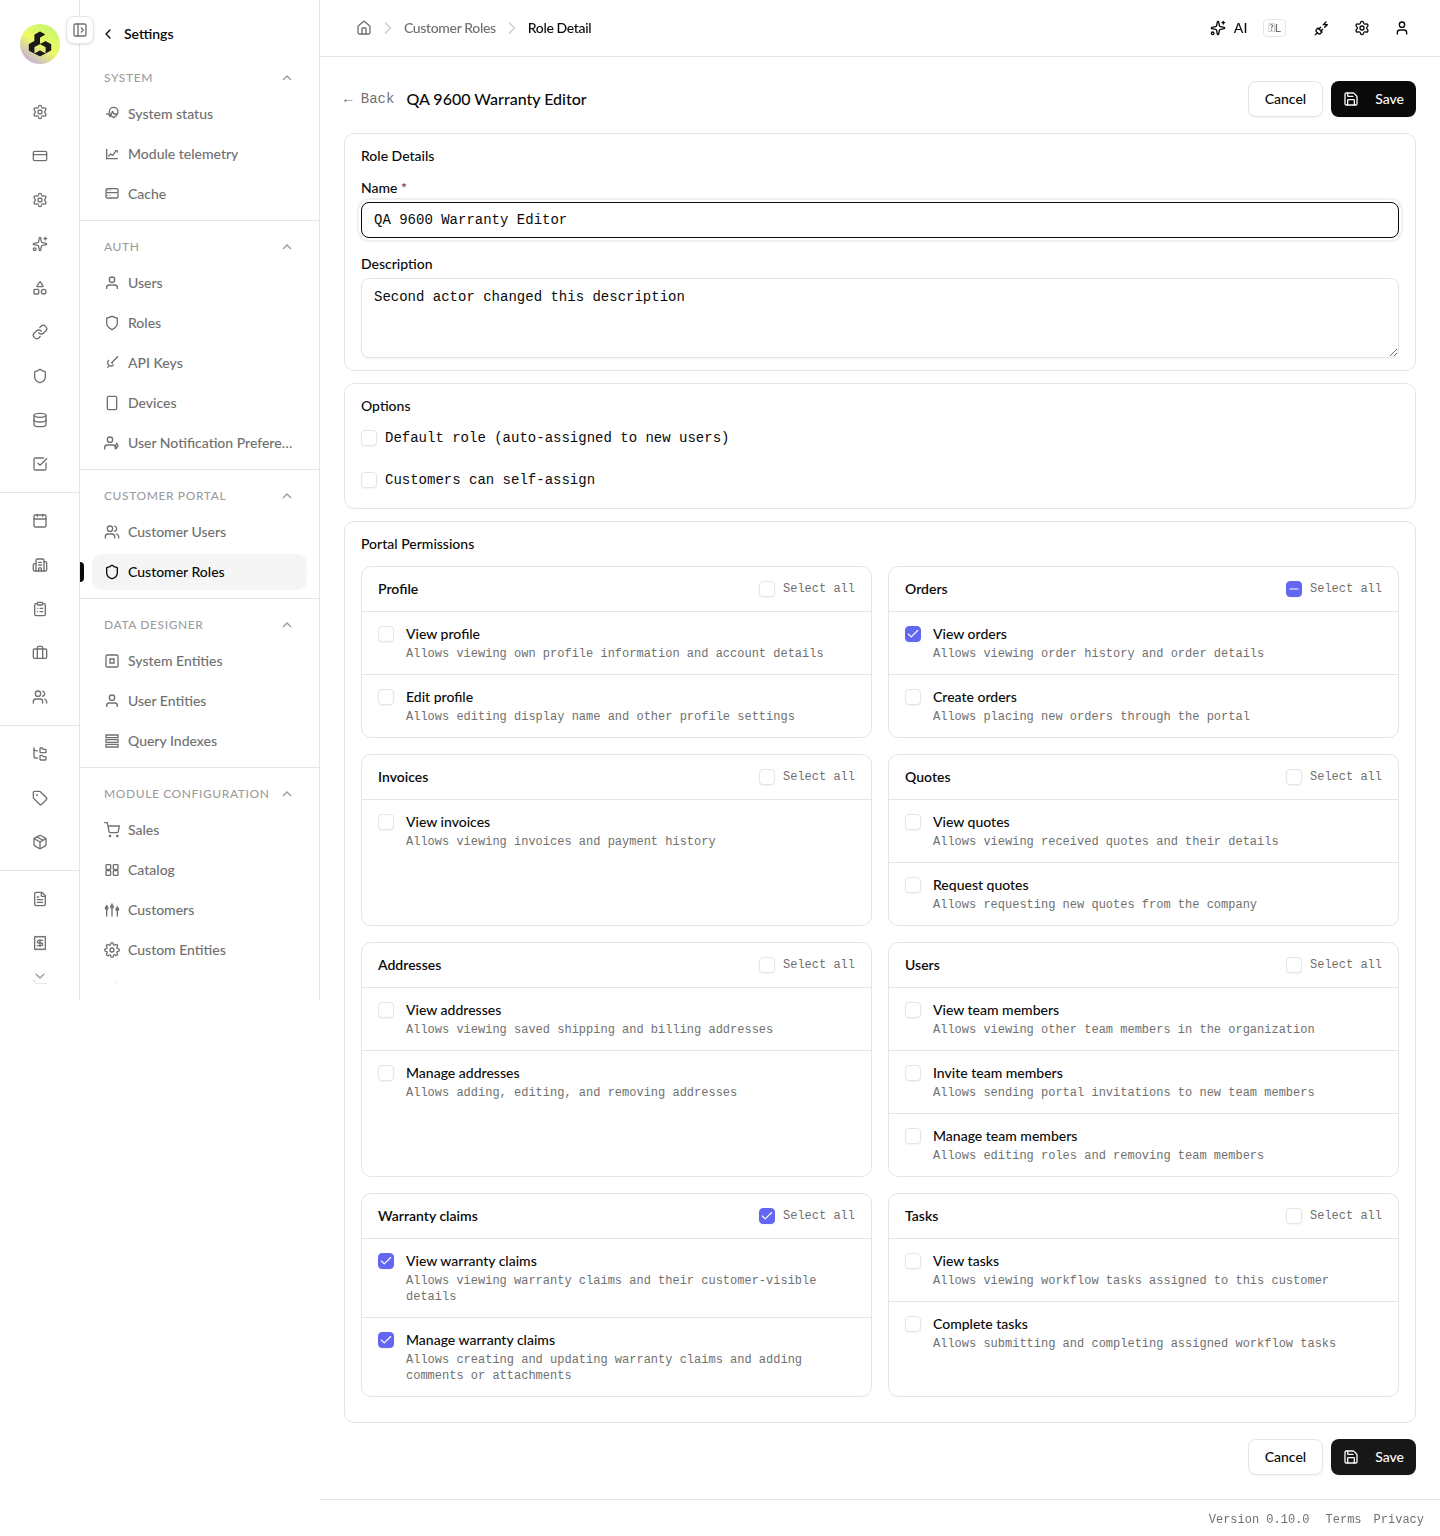 Settings
SYSTEM
System status
Module telemetry
Cache
AUTH
Users
Roles
API Keys
Devices
User Notification Prefere...
CUSTOMER PORTAL
Customer Users
Customer Roles
DATA DESIGNER
System Entities
User Entities
Query Indexes
MODULE CONFIGURATION
Sales
Catalog
Customers
Custom Entities
Customer Roles
Role Detail
AI
L
← Back
QA 9600 Warranty Editor
Cancel
Save
Role Details
Name *
QA 9600 Warranty Editor
Description
Second actor changed this description
Options
Default role (auto-assigned to new users)
Customers can self-assign
Portal Permissions
Profile
Select all
View profile
Allows viewing own profile information and account details
Edit profile
Allows editing display name and other profile settings
Orders
Select all
View orders
Allows viewing order history and order details
Create orders
Allows placing new orders through the portal
Invoices
Select all
View invoices
Allows viewing invoices and payment history
Quotes
Select all
View quotes
Allows viewing received quotes and their details
Request quotes
Allows requesting new quotes from the company
Addresses
Select all
View addresses
Allows viewing saved shipping and billing addresses
Manage addresses
Allows adding, editing, and removing addresses
Users
Select all
View team members
Allows viewing other team members in the organization
Invite team members
Allows sending portal invitations to new team members
Manage team members
Allows editing roles and removing team members
Warranty claims
Select all
View warranty claims
Allows viewing warranty claims and their customer-visible
details
Manage warranty claims
Allows creating and updating warranty claims and adding
comments or attachments
Tasks
Select all
View tasks
Allows viewing workflow tasks assigned to this customer
Complete tasks
Allows submitting and completing assigned workflow tasks
Cancel
Save
Version 0.10.0
Terms
Privacy